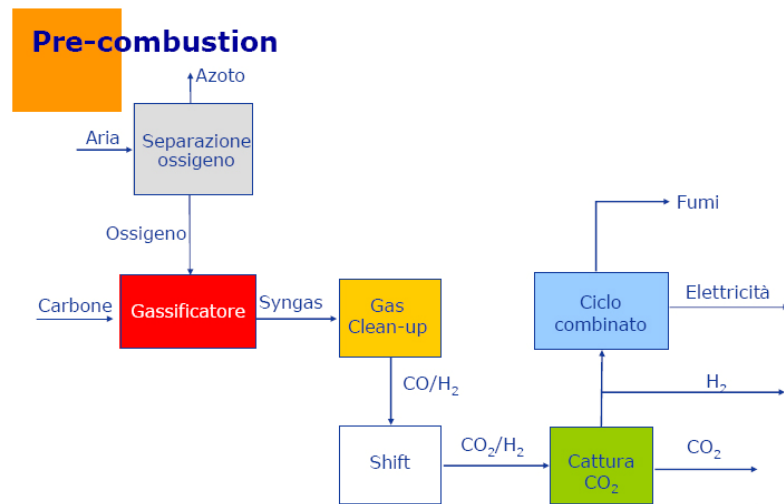 Pre-combustion
Azoto
Aria
Separazione
ossigeno
Ossigeno
Fumi
Carbone
Gassificatore
Syngas
Gas
Clean-up
Ciclo
combinato
Elettricità
CO/H₂
H₂
Shift
CO₂/H₂
Cattura
CO₂
CO₂